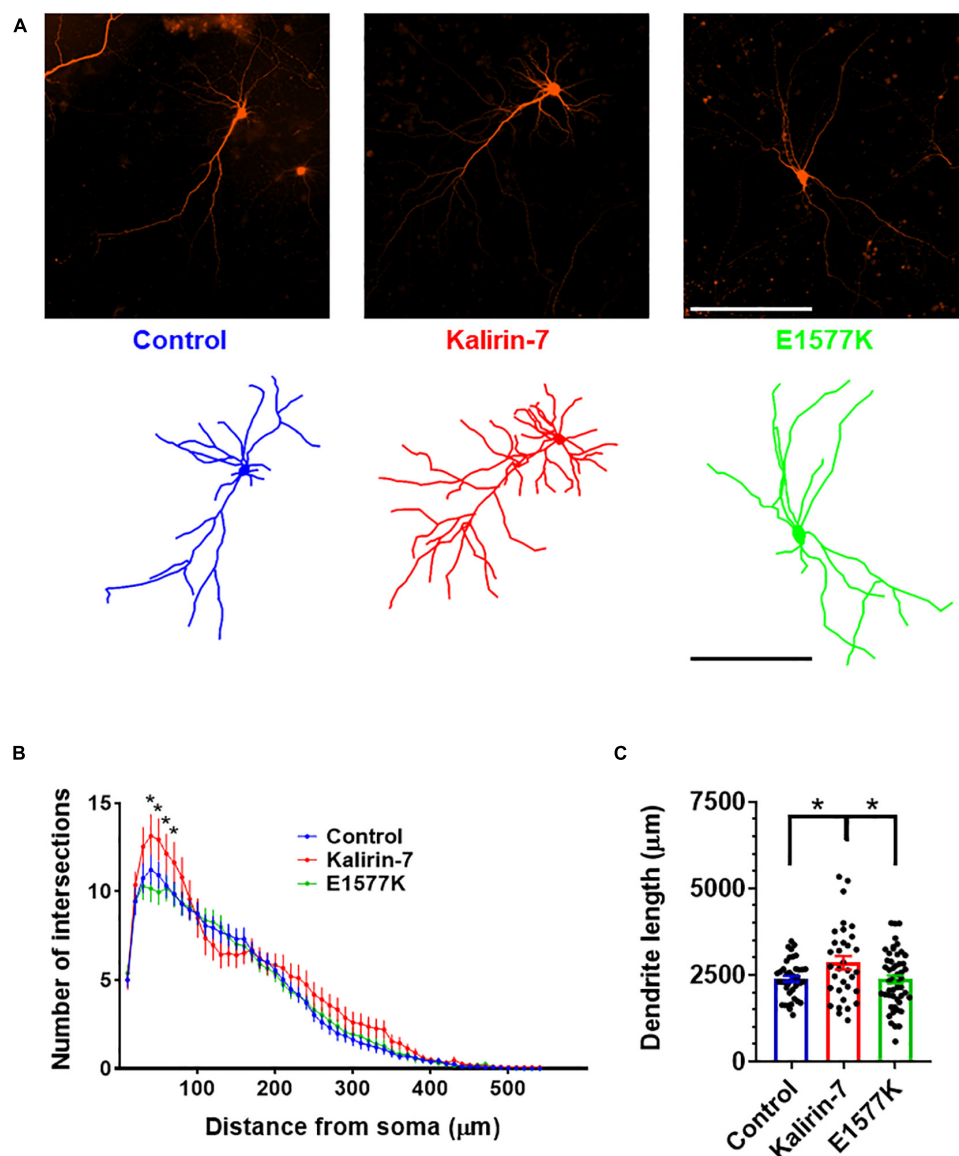 A
Control
Kalirin-7
E1577K
B
Number of intersections
15
10
5
0
* * * *
Control
Kalirin-7
E1577K
100 200 300 400 500
Distance from soma (μm)
C
Dendrite length (μm)
7500
5000
2500
0
* *
Control
Kalirin-7
E1577K